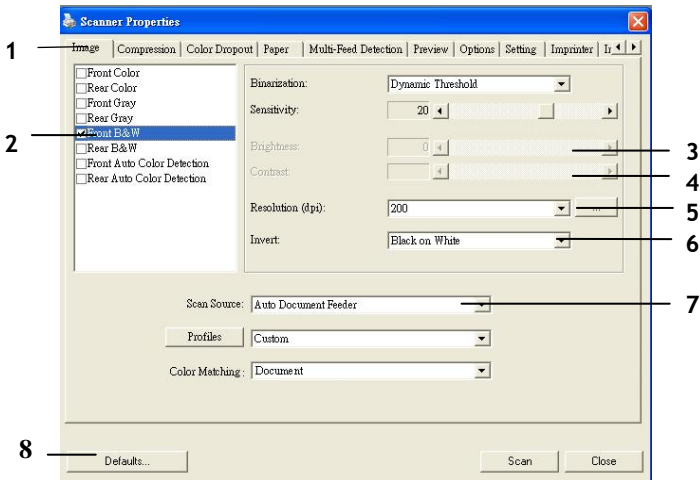 Scanner Properties
1
Image Compression Color Dropout Paper Multi-Feed Detection Preview Options Setting Imprinter
Front Color
Rear Color
Front Gray
Rear Gray
2
Front B&W
Rear B&W
Front Auto Color Detection
Rear Auto Color Detection
Binarization: Dynamic Threshold
Sensitivity: 20
Brightness: 0
3
Contrast:
4
Resolution (dpi): 200 ...
5
Invert: Black on White
6
Scan Source: Auto Document Feeder
7
Profiles Custom
Color Matching: Document
8
Defaults... Scan Close